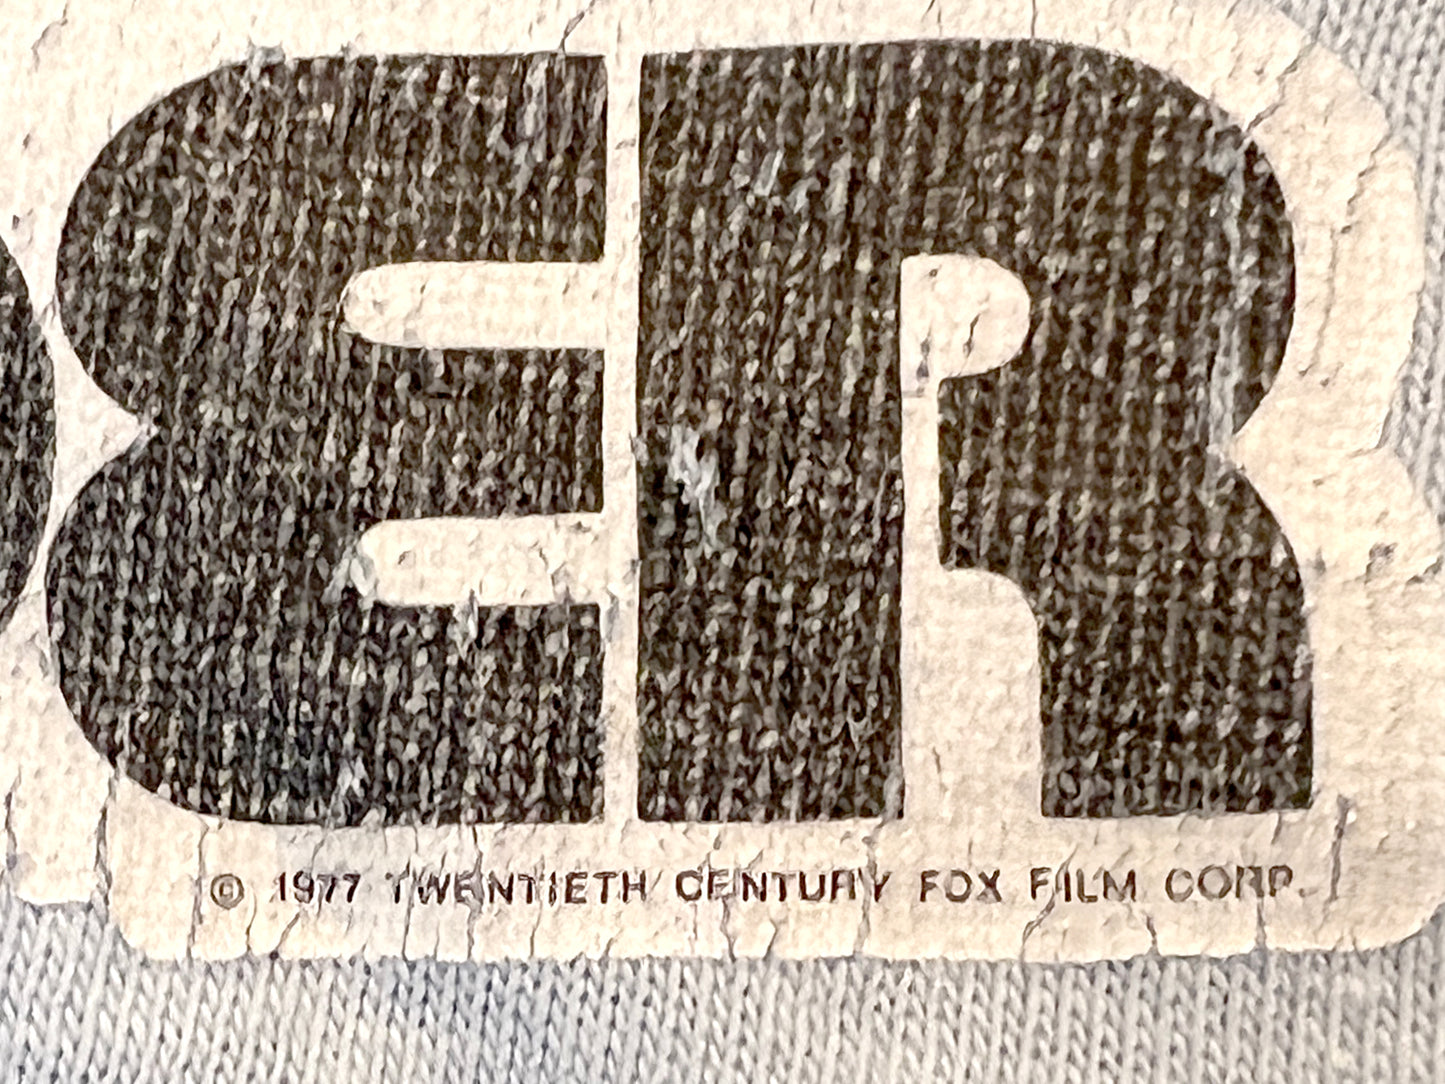 ER
© 1977 TWENTIETH CENTURY FOX FILM CORP.